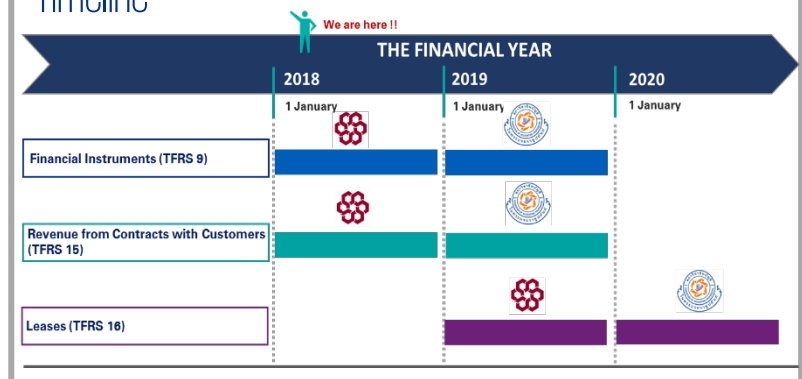 Timeline
We are here !!
THE FINANCIAL YEAR
2018
2019
2020
1 January
1 January
1 January
Financial Instruments (TFRS 9)
Revenue from Contracts with Customers
(TFRS 15)
Leases (TFRS 16)